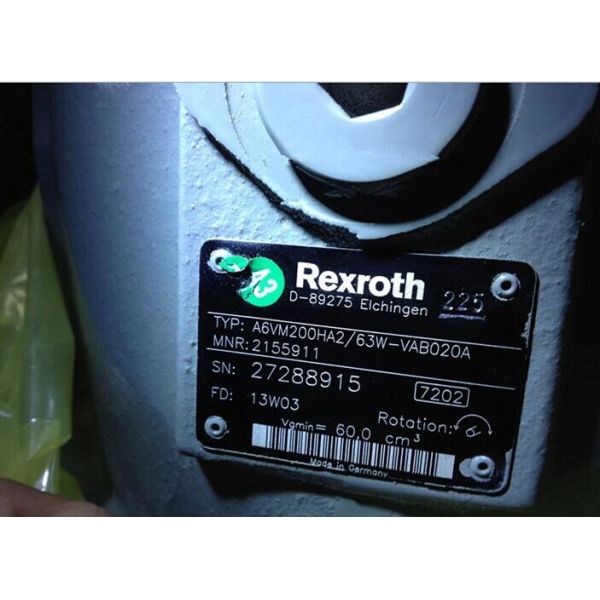 A3
Rexroth
D-89275 Elchingen 225
TYP: A6VM200HA2/63W-VAB020A
MNR: 2155911
SN: 27288915 7202
FD: 13W03
Rotation:
Vgmin= 60,0 cm³
Made in Germany